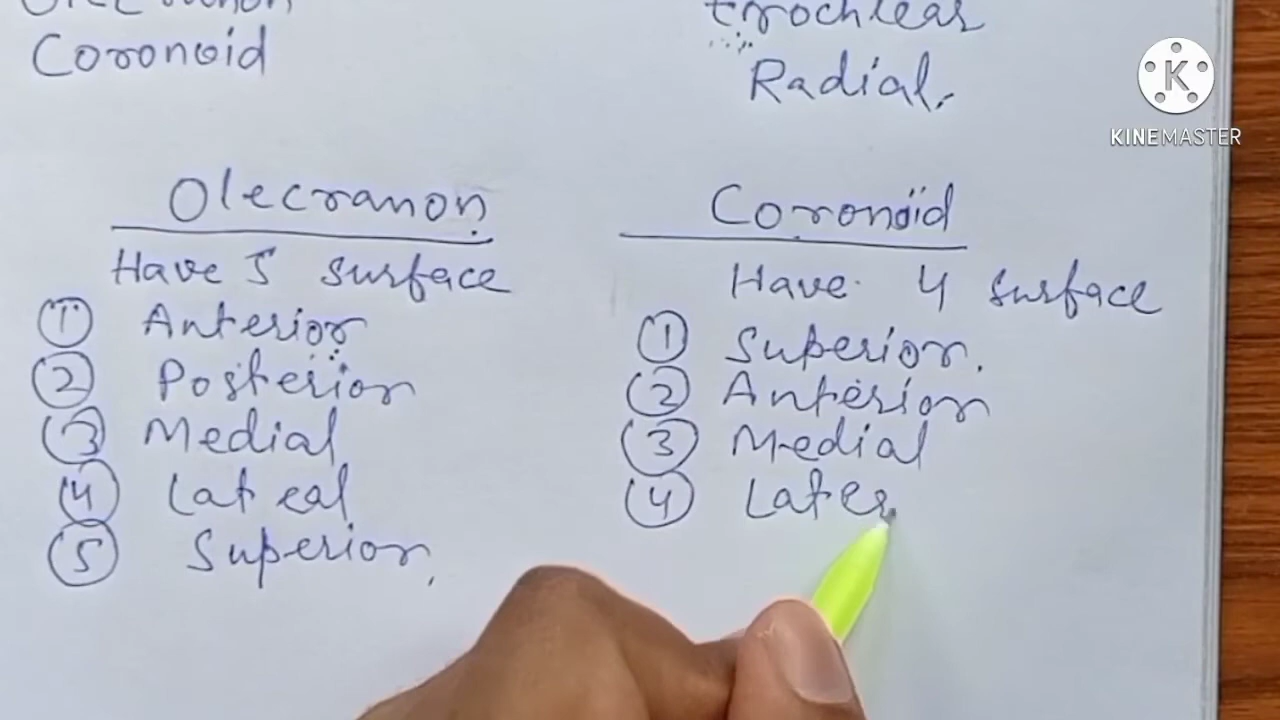 Coronoid
trochlear
Radial.
KINEMASTER
Olecranon
Have 5 surface
① Anterior
② Posterior
③ Medial
④ Lateal
⑤ Superior,
Coronoid
Have 4 surface
① Superior.
② Anterior
③ Medial
④ Later